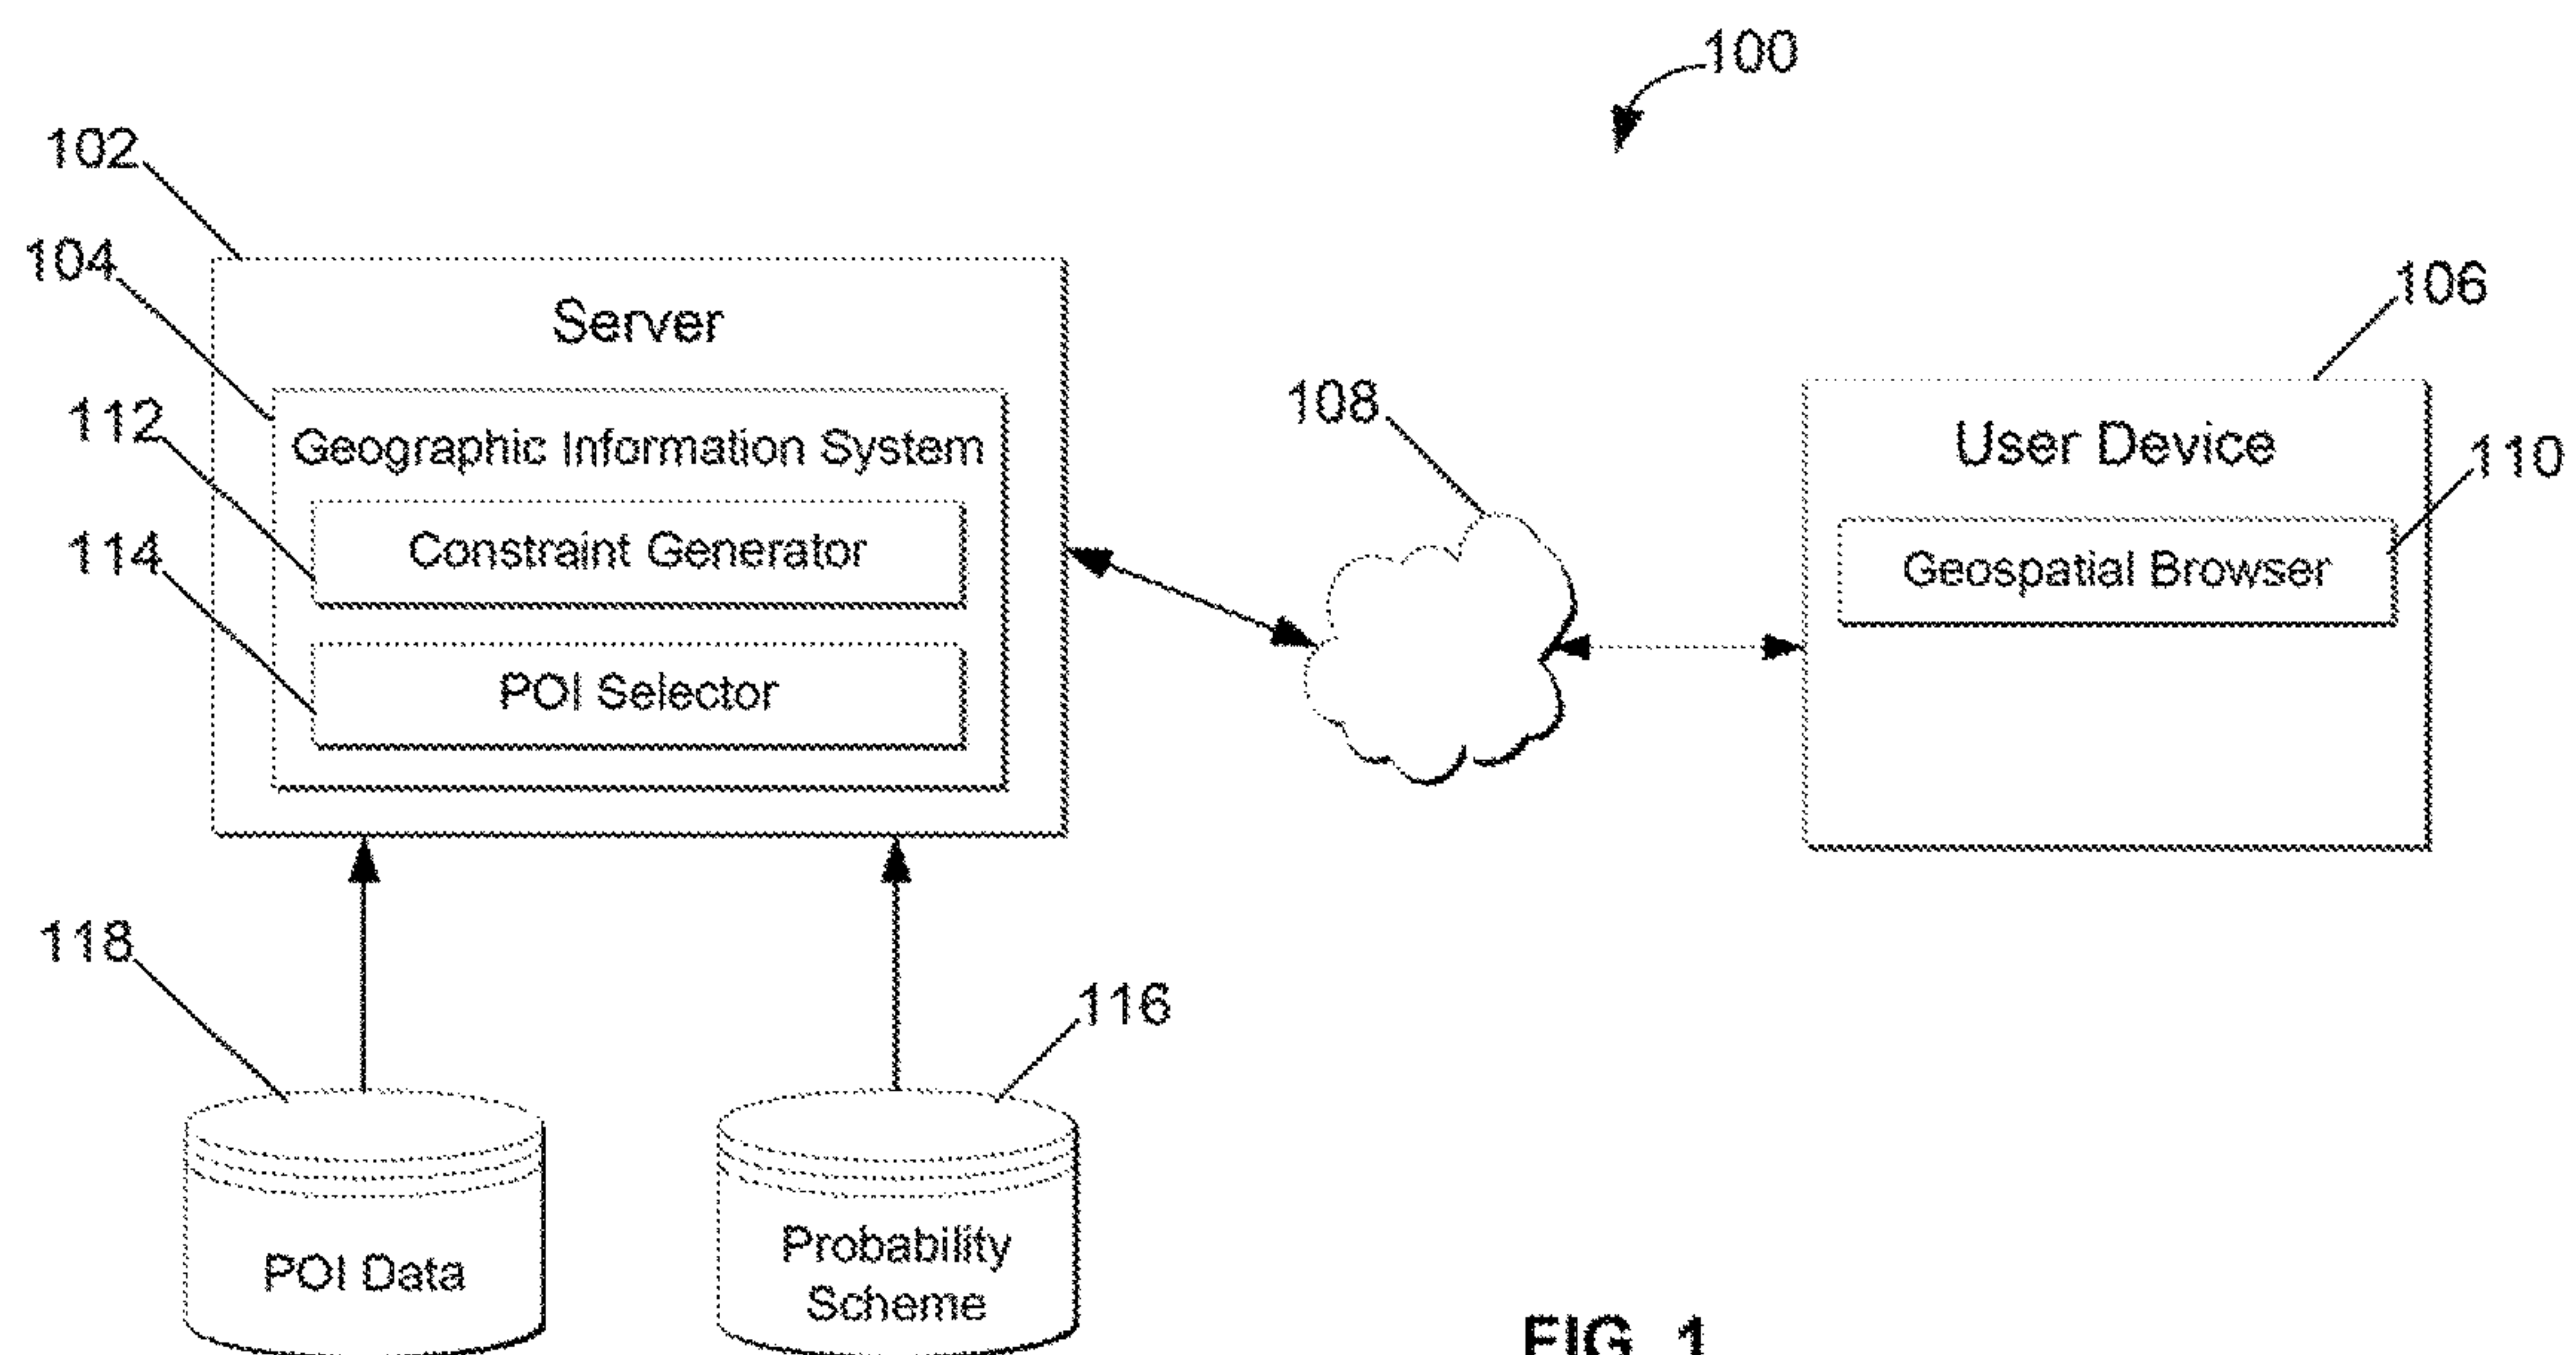 100
102
104
Server
106
112
Geographic Information System
108
User Device
110
114
Constraint Generator
Geospatial Browser
POI Selector
118
116
POI Data
Probability
Scheme
FIG. 1